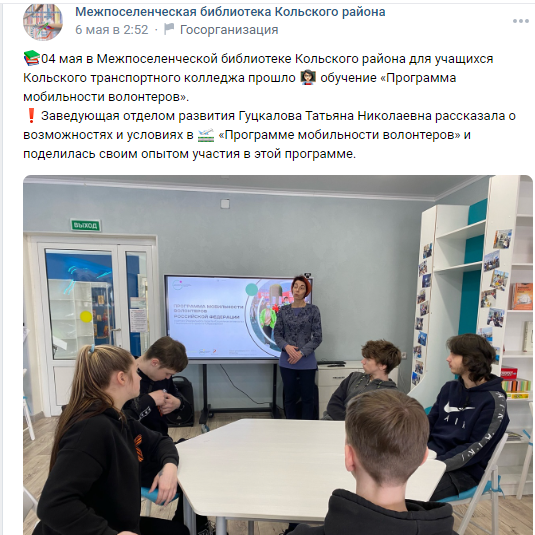 Межпоселенческая библиотека Кольского района
6 мая в 2:52 · Госорганизация
04 мая в Межпоселенческой библиотеке Кольского района для учащихся
Кольского транспортного колледжа прошло обучение «Программа
мобильности волонтеров».
❗ Заведующая отделом развития Гуцкалова Татьяна Николаевна рассказала о
возможностях и условиях в «Программе мобильности волонтеров» и
поделилась своим опытом участия в этой программе.
ВЫХОД
ПРОГРАММА МОБИЛЬНОСТИ
ВОЛОНТЕРОВ
РОССИЙСКОЙ ФЕДЕРАЦИИ